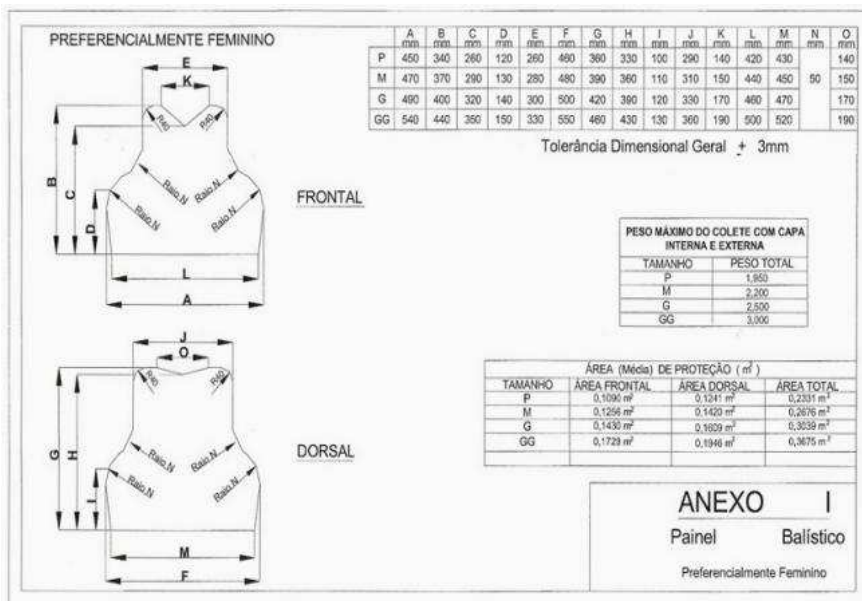 PREFERENCIALMENTE FEMININO
E
K
R40
R40
B
C
D
Raio N
Raio N
Raio N
Raio N
L
A
FRONTAL
J
O
R40
R40
G
H
I
Raio N
Raio N
Raio N
Raio N
M
F
DORSAL
A B C D E F G H I J K L M N O
mm mm mm mm mm mm mm mm mm mm mm mm mm mm mm
P 450 340 260 120 260 460 360 330 100 290 140 420 430 140
M 470 370 290 130 280 480 390 360 110 310 150 440 450 50 150
G 490 400 320 140 300 500 420 390 120 330 170 460 470 170
GG 540 440 350 150 330 550 460 430 130 360 190 500 520 190
Tolerância Dimensional Geral ± 3mm
PESO MÁXIMO DO COLETE COM CAPA
INTERNA E EXTERNA
TAMANHO PESO TOTAL
P 1,950
M 2,200
G 2,500
GG 3,000
ÁREA (Média) DE PROTEÇÃO ( m² )
TAMANHO ÁREA FRONTAL ÁREA DORSAL ÁREA TOTAL
P 0,1090 m² 0,1241 m² 0,2331 m²
M 0,1256 m² 0,1420 m² 0,2676 m²
G 0,1430 m² 0,1609 m² 0,3039 m²
GG 0,1729 m² 0,1946 m² 0,3675 m²
ANEXO I
Painel Balístico
Preferencialmente Feminino